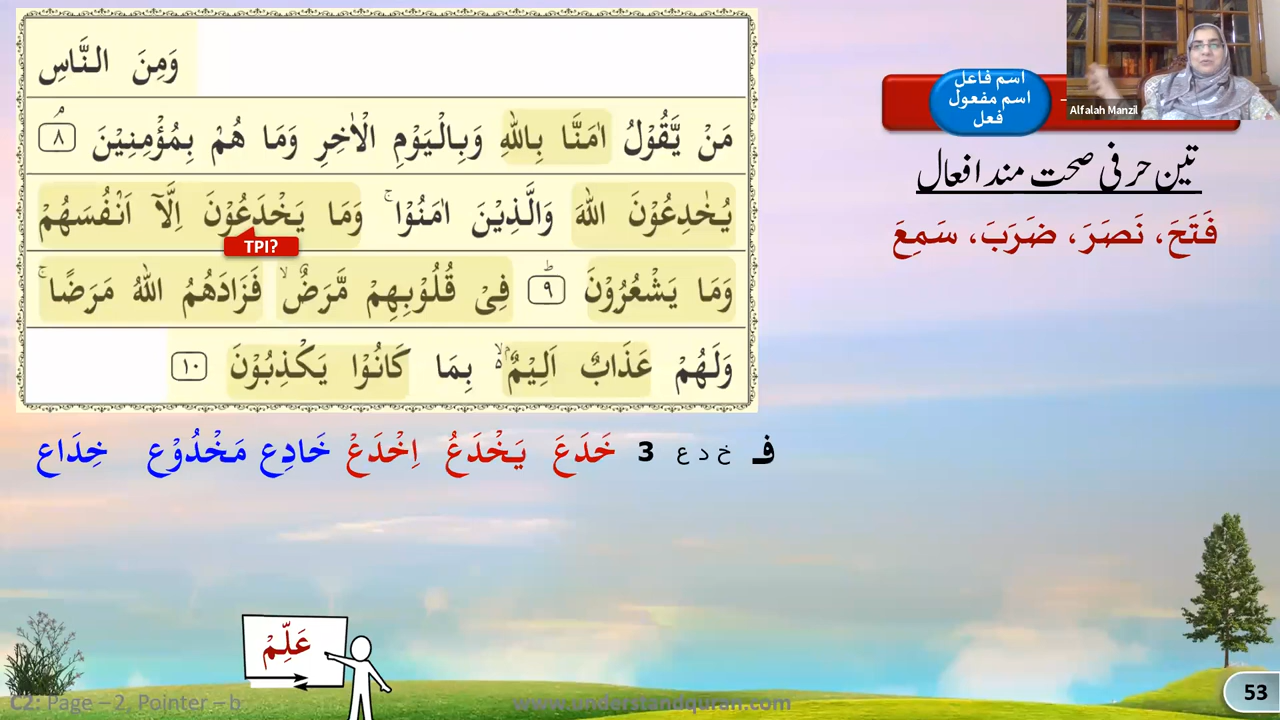 وَمِنَ النَّاسِ
مَنْ يَّقُوْلُ اٰمَنَّا بِاللّٰهِ وَبِالْيَوْمِ الْاٰخِرِ وَمَا هُمْ بِمُؤْمِنِيْنَ ۘ ٨
يُخٰدِعُوْنَ اللّٰهَ وَالَّذِيْنَ اٰمَنُوْا ۚ وَمَا يَخْدَعُوْنَ اِلَّآ اَنْفُسَهُمْ
TPI?
وَمَا يَشْعُرُوْنَ ؕ ٩ فِىْ قُلُوْبِهِمْ مَّرَضٌ ۙ فَزَادَهُمُ اللّٰهُ مَرَضًا ۚ
وَلَهُمْ عَذَابٌ اَلِيْمٌ ۢ ۙ بِمَا كَانُوْا يَكْذِبُوْنَ ١٠
اسم فاعل
اسم مفعول
فعل
Alfalah Manzil
تین حرفی صحت مند افعال
فَتَحَ، نَصَرَ، ضَرَبَ، سَمِعَ
فـ خ د ع 3 خَدَعَ يَخْدَعُ اِخْدَعْ خَادِع مَخْدُوْع خِدَاع
عَلِّمْ
C2: Page – 2, Pointer – b
www.understandquran.com
53